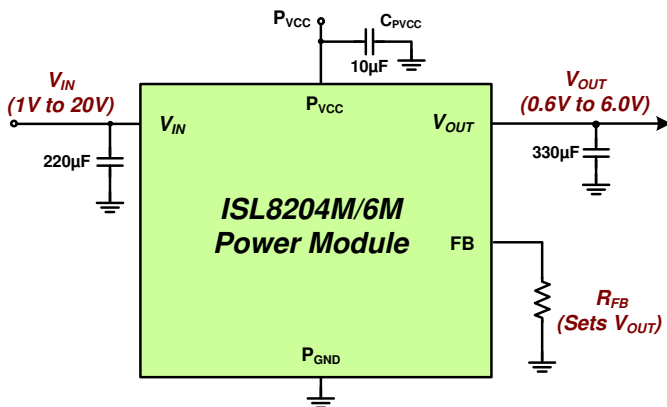 PVCC
CPVCC
10µF
VIN
(1V to 20V)
VOUT
(0.6V to 6.0V)
PVCC
VIN
VOUT
220µF
330µF
ISL8204M/6M
Power Module
FB
RFB
(Sets VOUT)
PGND